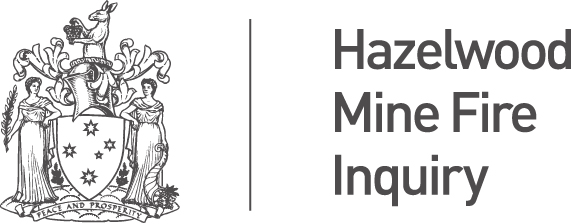 Hazelwood
Mine Fire
Inquiry
PEACE AND PROSPERITY